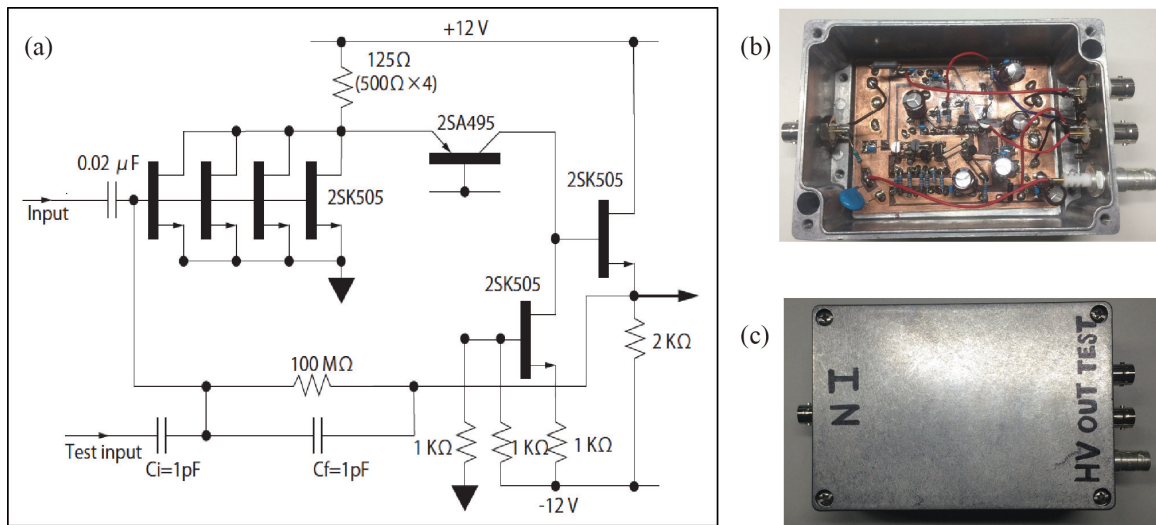 (a)
+12 V
125Ω
(500Ω×4)
2SA495
0.02 μF
2SK505
2SK505
Input
2SK505
100 MΩ
2 KΩ
1 KΩ
1 KΩ
1 KΩ
Test input
Ci=1pF
Cf=1pF
-12 V
(b)
(c)
IN
HV OUT TEST